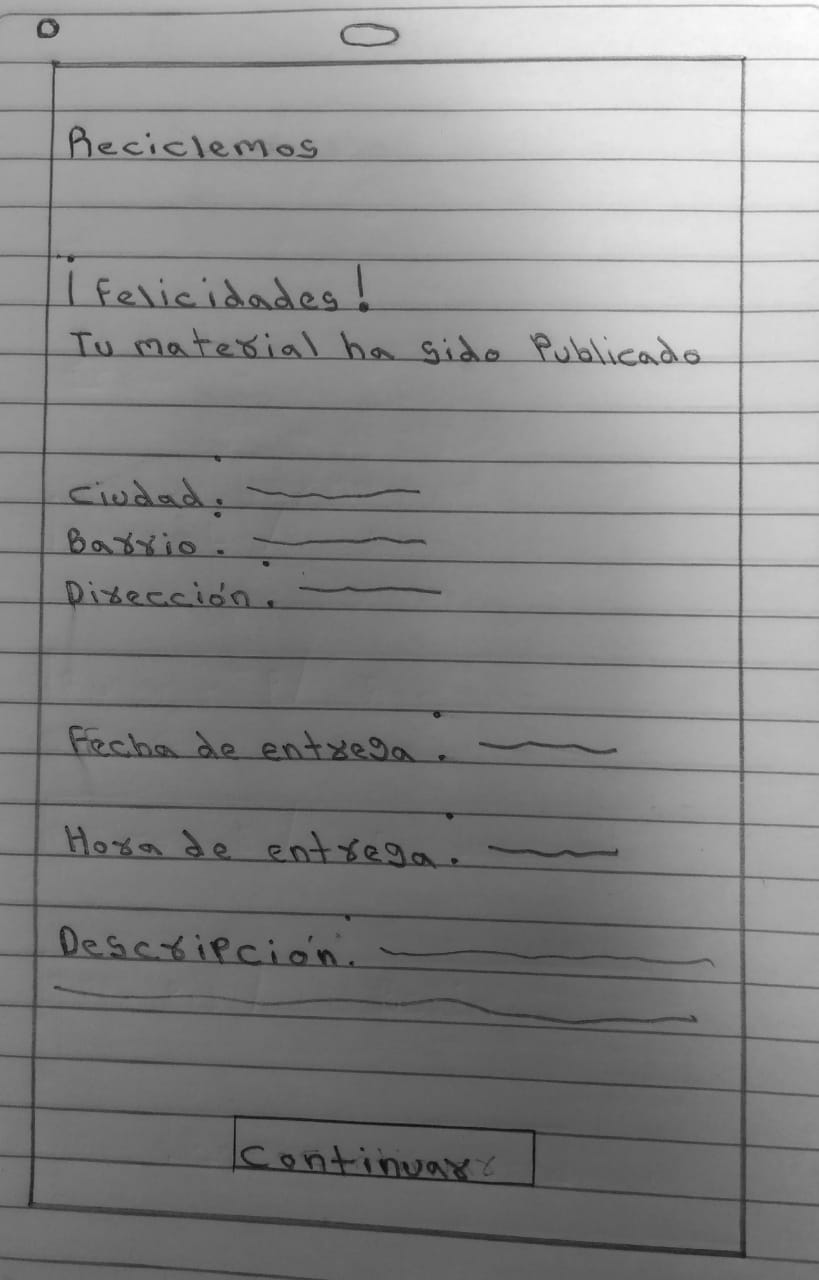 Reciclemos
¡Felicidades!
Tu material ha sido Publicado
Ciudad:
Barrio:
Dirección:
Fecha de entrega:
Hora de entrega:
Descripción:
Continuar